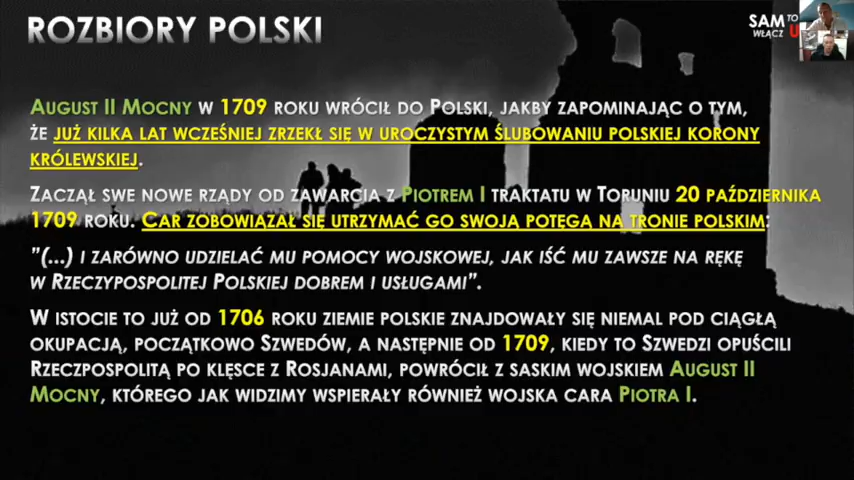 ROZBIORY POLSKI
SAM TO
WŁĄCZ U
AUGUST II MOCNY W 1709 ROKU WRÓCIŁ DO POLSKI, JAKBY ZAPOMINAJĄC O TYM,
ŻE JUŻ KILKA LAT WCZEŚNIEJ ZRZEKŁ SIĘ W UROCZYSTYM ŚLUBOWANIU POLSKIEJ KORONY
KRÓLEWSKIEJ.
ZACZĄŁ SWE NOWE RZĄDY OD ZAWARCIA Z PIOTREM I TRAKTATU W TORUNIU 20 PAŹDZIERNIKA
1709 ROKU. CAR ZOBOWIĄZAŁ SIĘ UTRZYMAĆ GO SWOJĄ POTĘGĄ NA TRONIE POLSKIM:
"(...) I ZARÓWNO UDZIELAĆ MU POMOCY WOJSKOWEJ, JAK IŚĆ MU ZAWSZE NA RĘKĘ
W RZECZYPOSPOLITEJ POLSKIEJ DOBREM I USŁUGAMI".
W ISTOCIE TO JUŻ OD 1706 ROKU ZIEMIE POLSKIE ZNAJDOWAŁY SIĘ NIEMAL POD CIĄGŁĄ
OKUPACJĄ, POCZĄTKOWO SZWEDÓW, A NASTĘPNIE OD 1709, KIEDY TO SZWEDZI OPUŚCILI
RZECZPOSPOLITĄ PO KLĘSCE Z ROSJANAMI, POWRÓCIŁ Z SASKIM WOJSKIEM AUGUST II
MOCNY, KTÓREGO JAK WIDZIMY WSPIERAŁY RÓWNIEŻ WOJSKA CARA PIOTRA I.